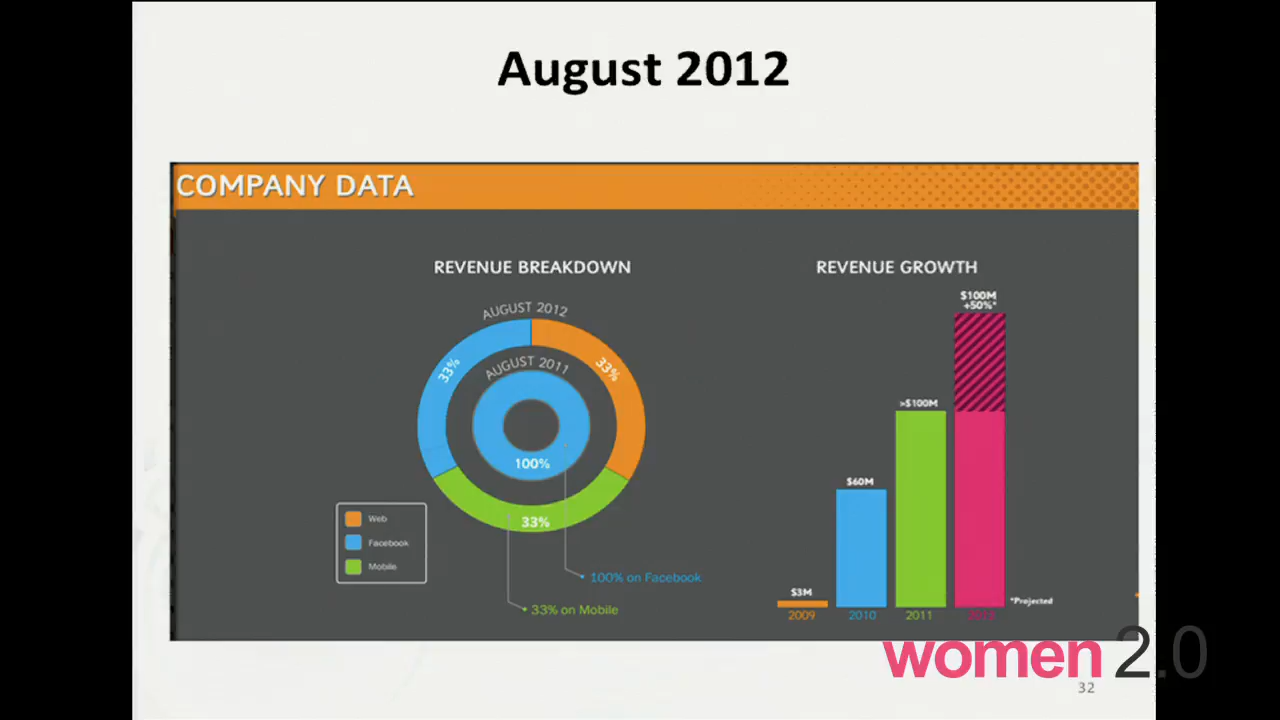 August 2012
COMPANY DATA
REVENUE BREAKDOWN
AUGUST 2012
33%
33%
AUGUST 2011
100%
33%
Web
Facebook
Mobile
100% on Facebook
33% on Mobile
REVENUE GROWTH
$100M
+50%*
>$100M
$60M
$3M
*Projected
2009
2010
2011
women 2.0
32